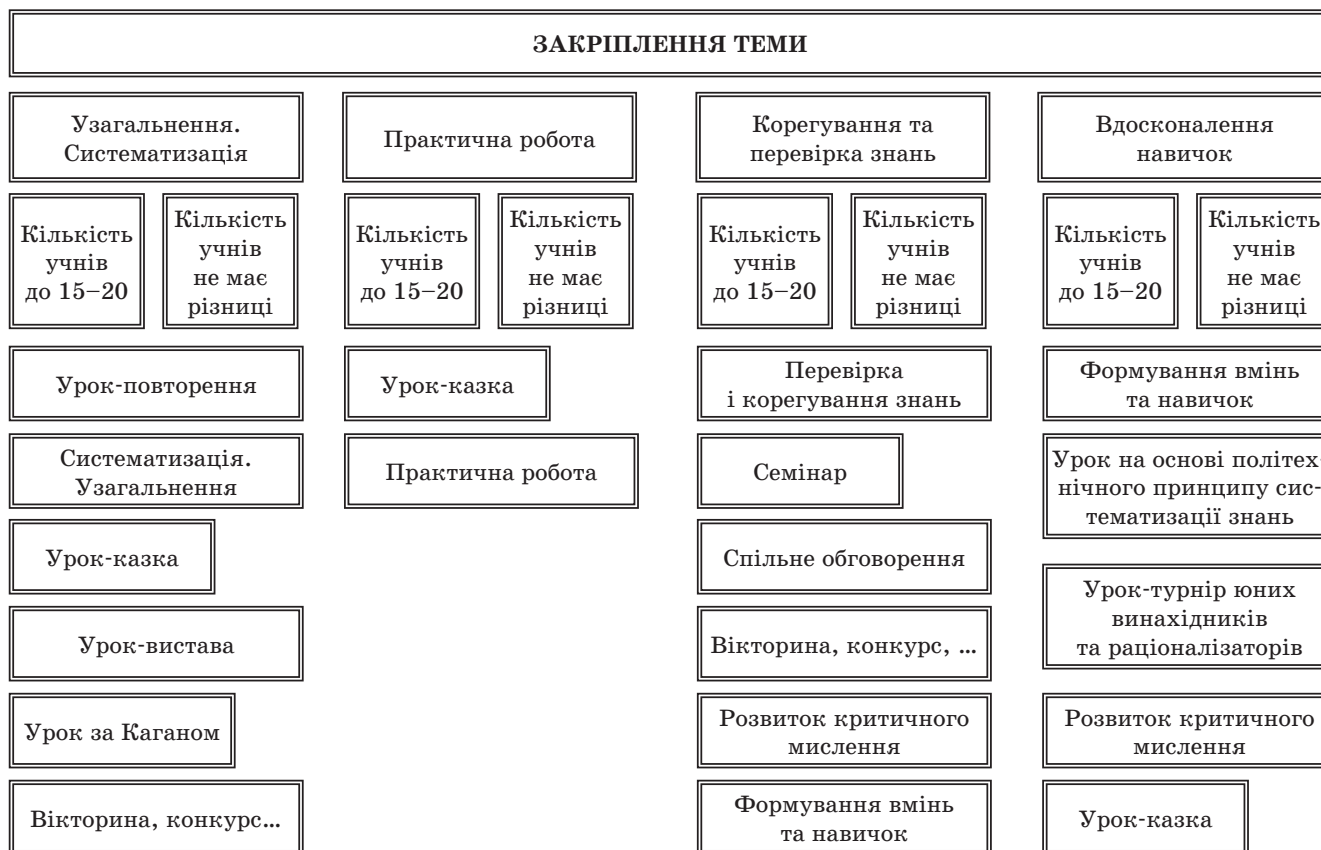 ЗАКРІПЛЕННЯ ТЕМИ
Узагальнення.
Систематизація
Практична робота
Корегування та
перевірка знань
Вдосконалення
навичок
Кількість
учнів
до 15–20
Кількість
учнів
не має
різниці
Кількість
учнів
до 15–20
Кількість
учнів
не має
різниці
Кількість
учнів
до 15–20
Кількість
учнів
не має
різниці
Кількість
учнів
до 15–20
Кількість
учнів
не має
різниці
Урок-повторення
Урок-казка
Перевірка
і корегування знань
Формування вмінь
та навичок
Систематизація.
Узагальнення
Практична робота
Семінар
Урок на основі політех-
нічного принципу сис-
тематизації знань
Урок-казка
Спільне обговорення
Урок-турнір юних
винахідників
та раціоналізаторів
Урок-вистава
Вікторина, конкурс, ...
Урок за Каганом
Розвиток критичного
мислення
Розвиток критичного
мислення
Вікторина, конкурс...
Формування вмінь
та навичок
Урок-казка